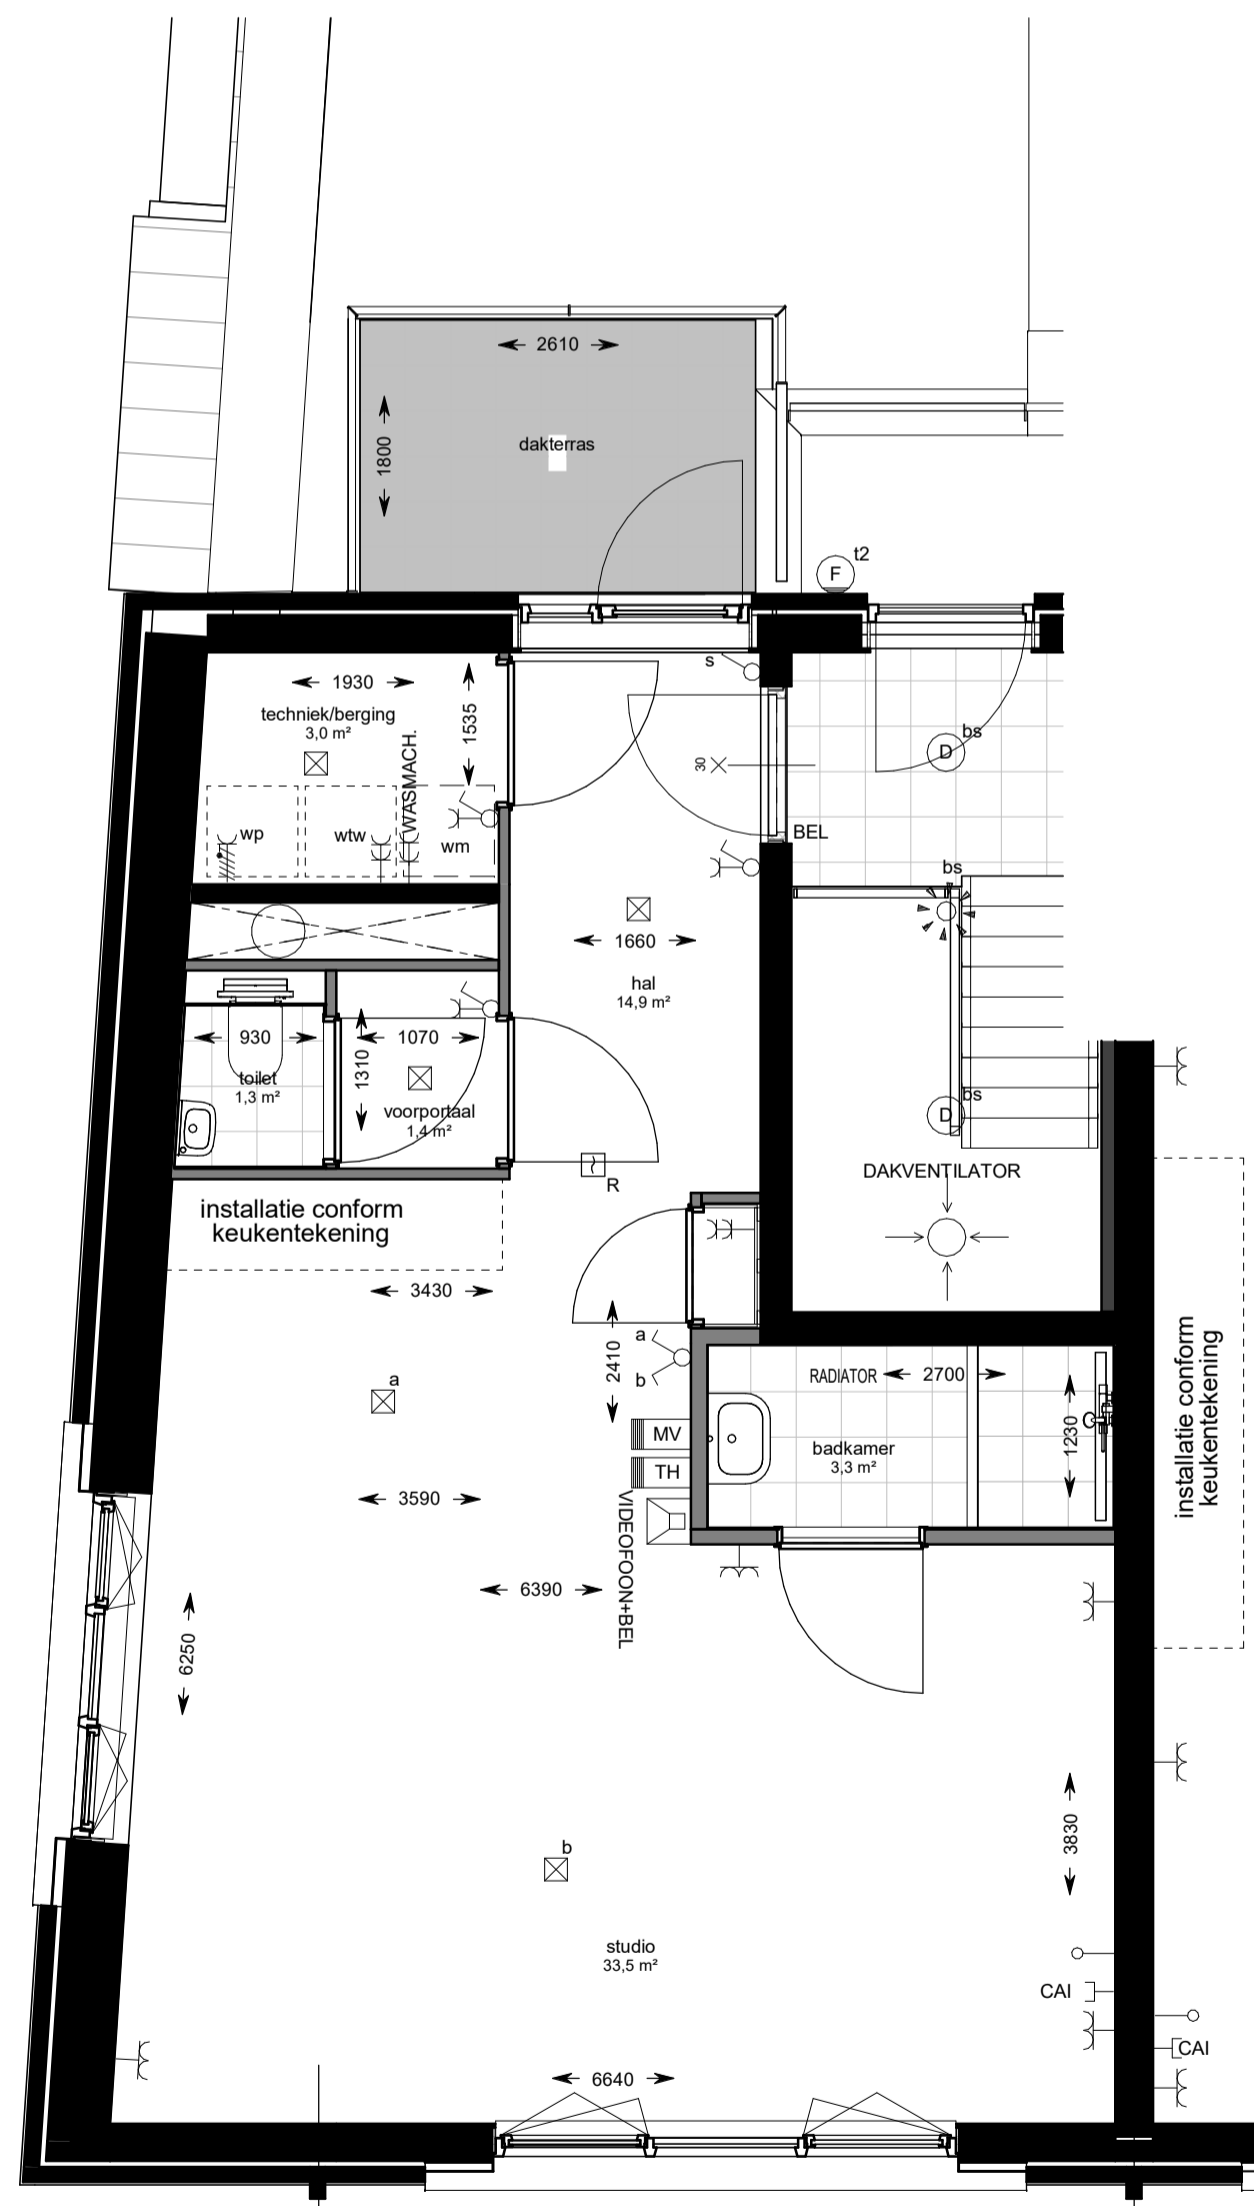 2610
1800
dakterras
t2
F
s
1930
techniek/berging
3,0 m²
1535
WASMACH.
bs
D
30
BEL
wp
wtw
wm
bs
1660
hal
14,9 m²
930
1070
1310
toilet
1,3 m²
voorportaal
1,4 m²
bs
D
R
DAKVENTILATOR
installatie conform
keukentekening
3430
2410
a
b
a
RADIATOR
2700
1230
badkamer
3,3 m²
MV
TH
installatie conform
keukentekening
3590
VIDEOFOON+BEL
6390
6250
3830
b
studio
33,5 m²
CAI
CAI
6640